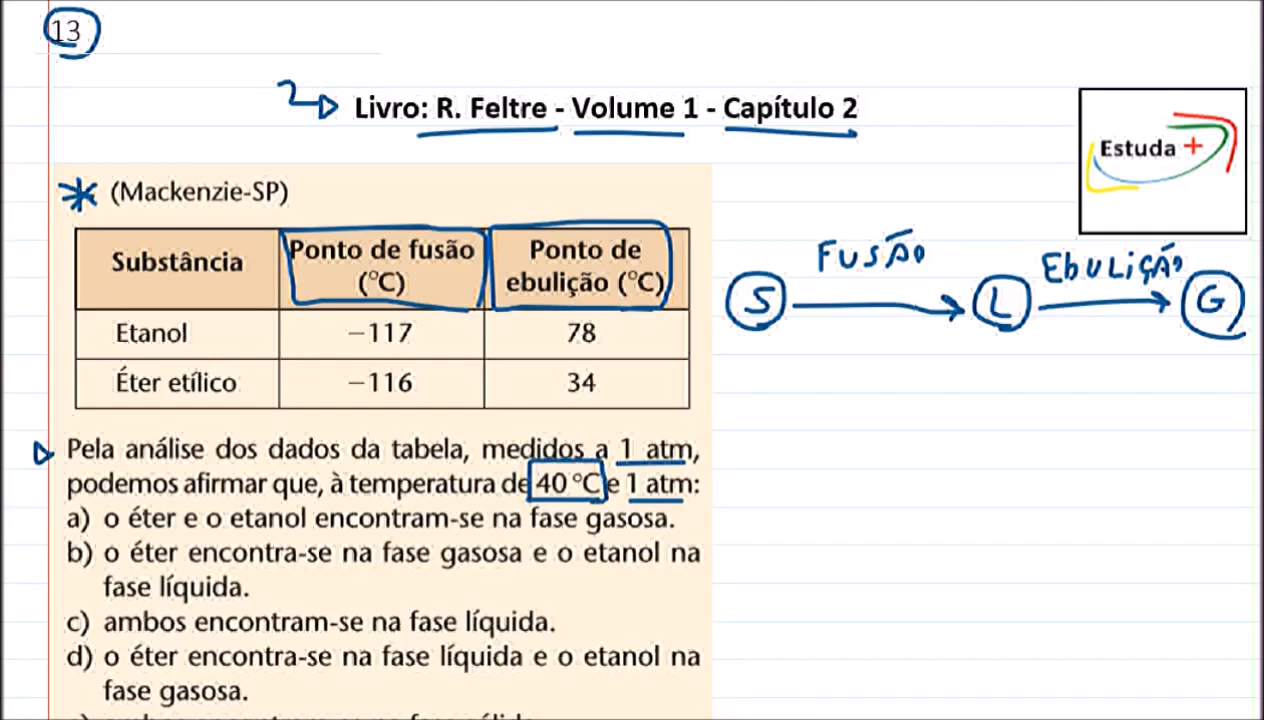 13
Livro: R. Feltre - Volume 1 - Capítulo 2
Estuda +
(Mackenzie-SP)
Substância Ponto de fusão (°C) Ponto de ebulição (°C)
Etanol −117 78
Éter etílico −116 34
FUSÃO EbULiÇÃO
S L G
Pela análise dos dados da tabela, medidos a 1 atm,
podemos afirmar que, à temperatura de 40 °C e 1 atm:
a) o éter e o etanol encontram-se na fase gasosa.
b) o éter encontra-se na fase gasosa e o etanol na
fase líquida.
c) ambos encontram-se na fase líquida.
d) o éter encontra-se na fase líquida e o etanol na
fase gasosa.